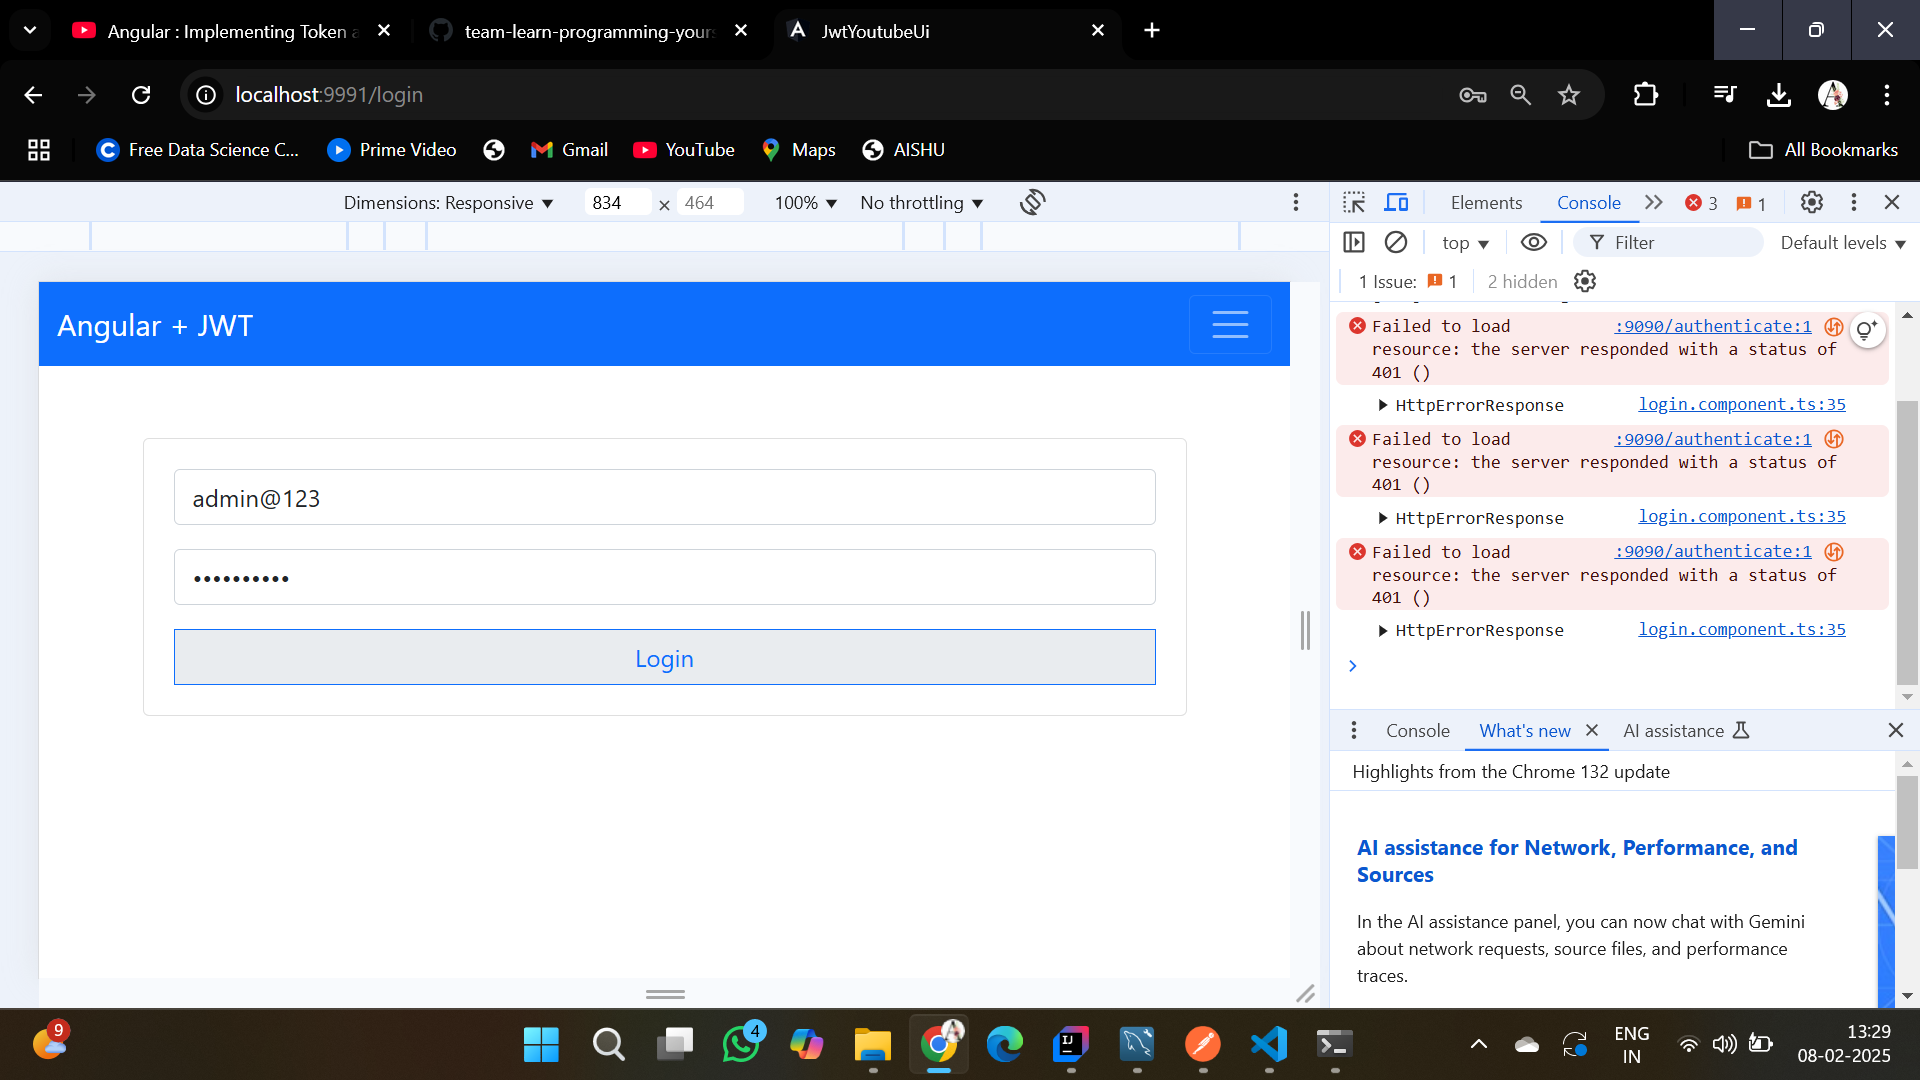 Angular : Implementing Token a
team-learn-programming-your
JwtYoutubeUi
localhost:9991/login
Free Data Science C...
Prime Video
Gmail
YouTube
Maps
AISHU
All Bookmarks
Dimensions: Responsive
834 × 464
100%
No throttling
Elements
Console
3
1
top
Filter
Default levels
1 Issue: 1
2 hidden
Angular + JWT
admin@123
••••••••••
Login
Failed to load :9090/authenticate:1
resource: the server responded with a status of
401 ()
HttpErrorResponse login.component.ts:35
Failed to load :9090/authenticate:1
resource: the server responded with a status of
401 ()
HttpErrorResponse login.component.ts:35
Failed to load :9090/authenticate:1
resource: the server responded with a status of
401 ()
HttpErrorResponse login.component.ts:35
Console
What's new
AI assistance
Highlights from the Chrome 132 update
AI assistance for Network, Performance, and
Sources
In the AI assistance panel, you can now chat with Gemini
about network requests, source files, and performance
traces.
9
4
ENG
IN
13:29
08-02-2025